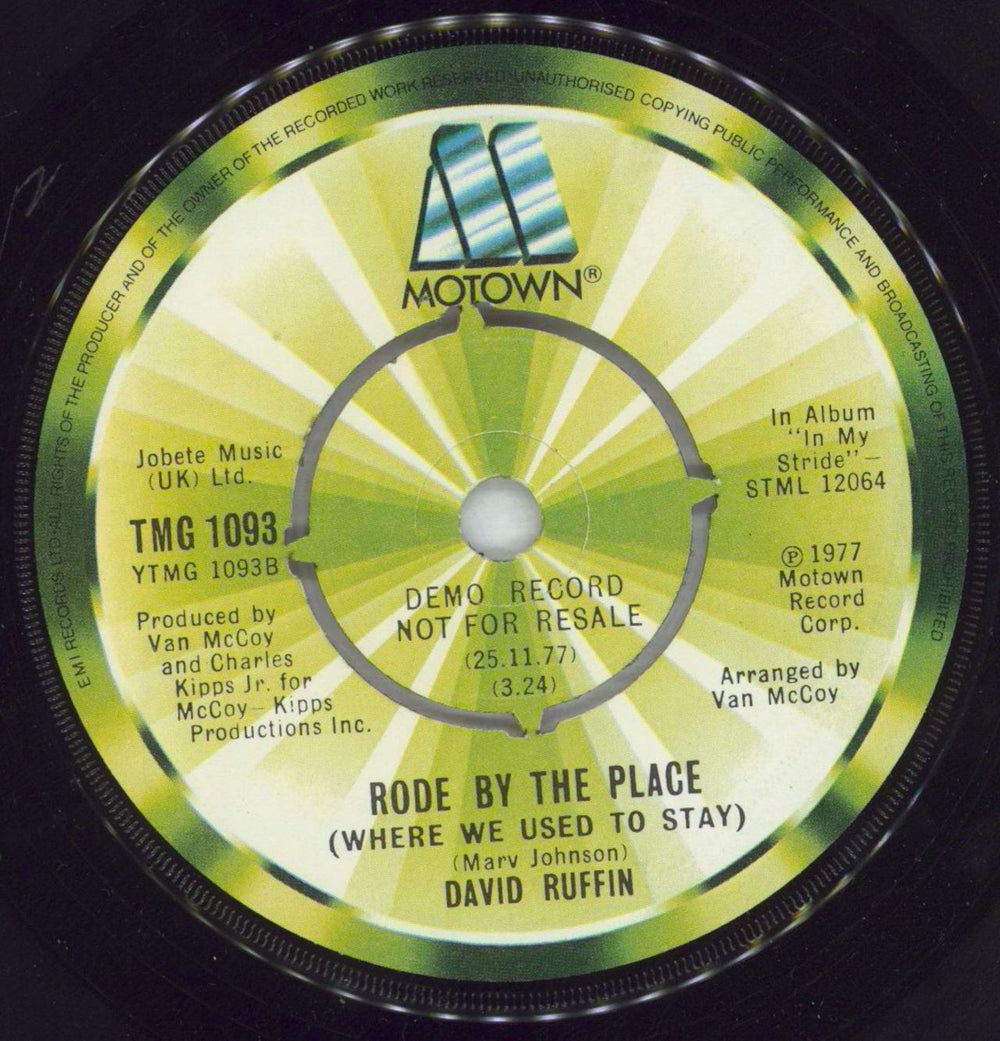 EMI RECORDS LTD ALL RIGHTS OF THE PRODUCER AND OF THE OWNER OF THE RECORDED WORK RESERVED UNAUTHORISED COPYING PUBLIC PERFORMANCE AND BROADCASTING OF THIS RECORD PROHIBITED
MOTOWN®
Jobete Music
(UK) Ltd.
TMG 1093
YTMG 1093B
Produced by
Van McCoy
and Charles
Kipps Jr. for
McCoy–Kipps
Productions Inc.
In Album
"In My
Stride"–
STML 12064
℗ 1977
Motown
Record
Corp.
Arranged by
Van McCoy
DEMO RECORD
NOT FOR RESALE
(25.11.77)
(3.24)
RODE BY THE PLACE
(WHERE WE USED TO STAY)
(Marv Johnson)
DAVID RUFFIN